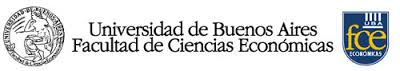 Universidad de Buenos Aires
Facultad de Ciencias Económicas
UBA
fce
ECONÓMICAS